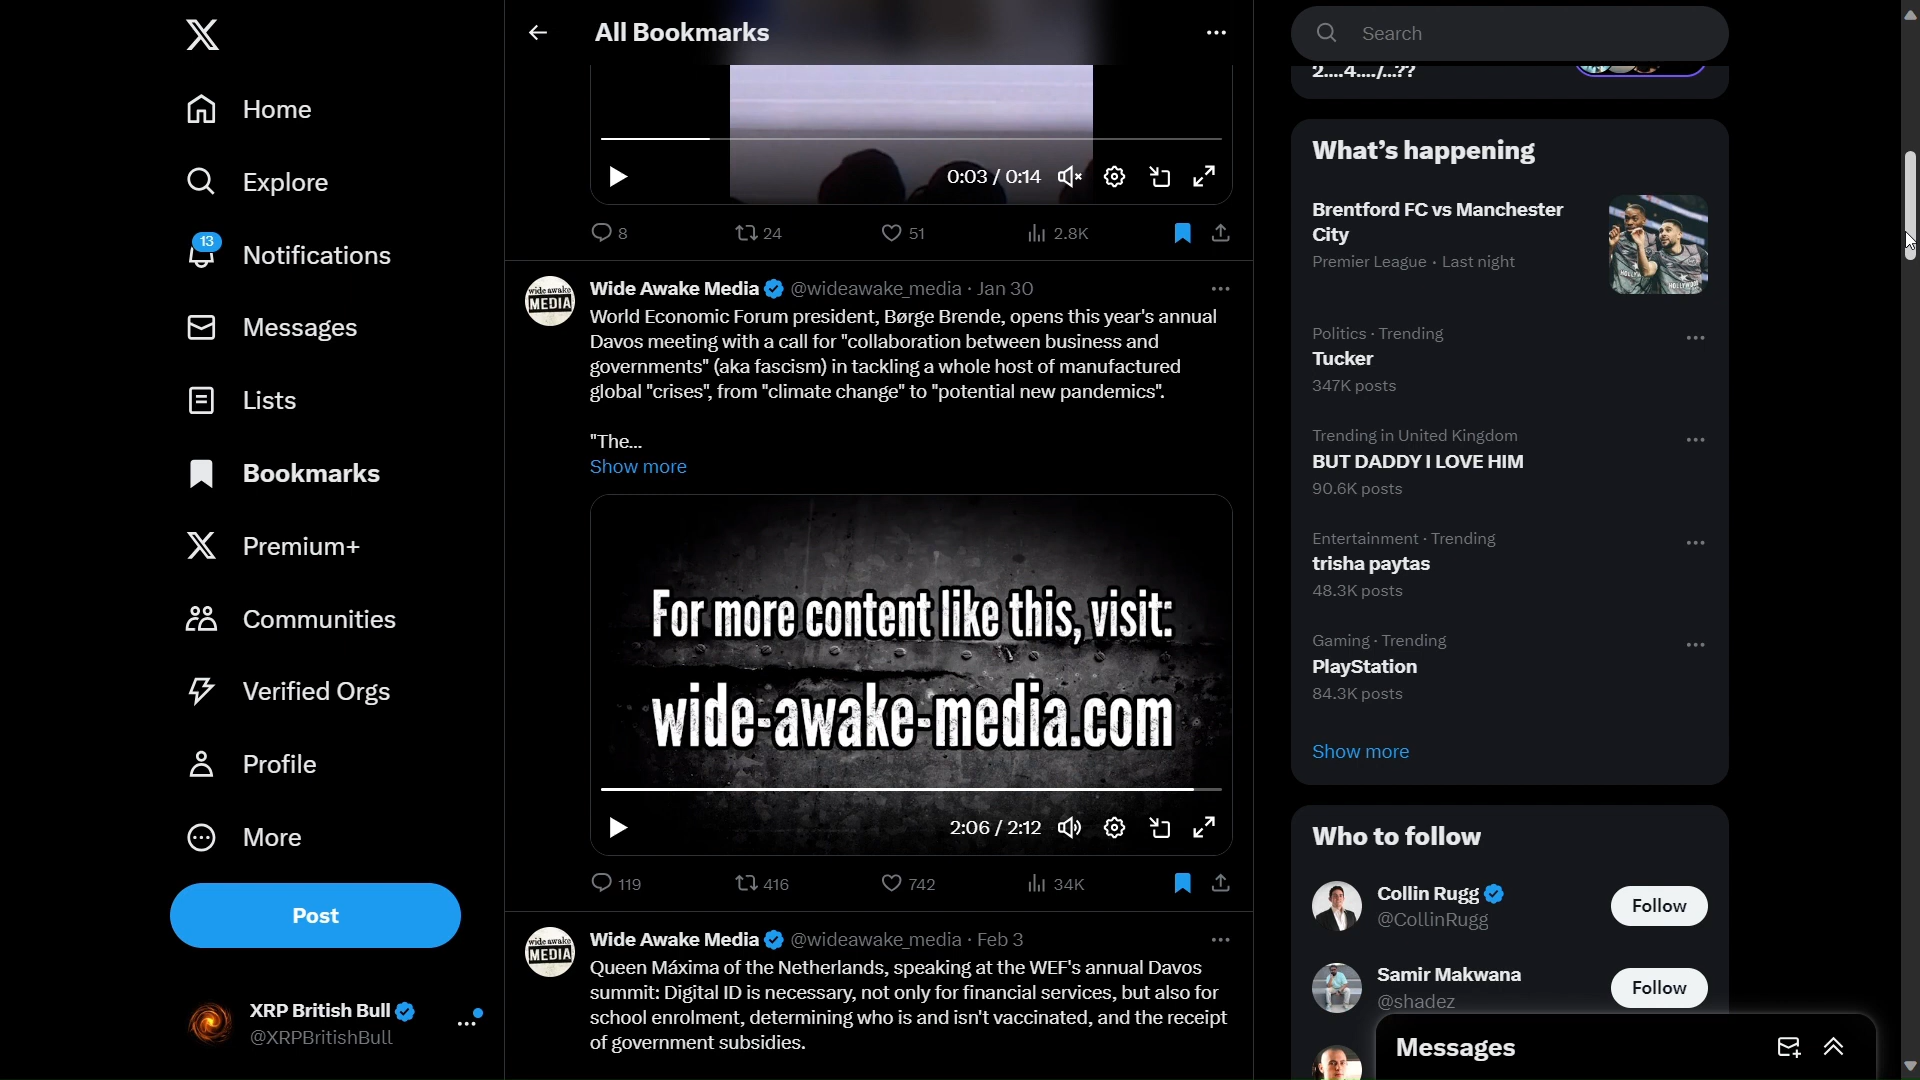 Home
Explore
13
Notifications
Messages
Lists
Bookmarks
Premium+
Communities
Verified Orgs
Profile
More
Post
XRP British Bull
@XRPBritishBull
All Bookmarks
0:03 / 0:14
8
24
51
2.8K
wide awake
MEDIA
Wide Awake Media @wideawake_media · Jan 30
World Economic Forum president, Børge Brende, opens this year's annual
Davos meeting with a call for "collaboration between business and
governments" (aka fascism) in tackling a whole host of manufactured
global "crises", from "climate change" to "potential new pandemics".
"The...
Show more
For more content like this, visit:
wide-awake-media.com
2:06 / 2:12
119
416
742
34K
wide awake
MEDIA
Wide Awake Media @wideawake_media · Feb 3
Queen Máxima of the Netherlands, speaking at the WEF's annual Davos
summit: Digital ID is necessary, not only for financial services, but also for
school enrolment, determining who is and isn't vaccinated, and the receipt
of government subsidies.
Search
2....4..../...??
What's happening
Brentford FC vs Manchester
City
Premier League · Last night
Politics · Trending
Tucker
347K posts
Trending in United Kingdom
BUT DADDY I LOVE HIM
90.6K posts
Entertainment · Trending
trisha paytas
48.3K posts
Gaming · Trending
PlayStation
84.3K posts
Show more
Who to follow
Collin Rugg
@CollinRugg
Follow
Samir Makwana
@shadez
Follow
Messages